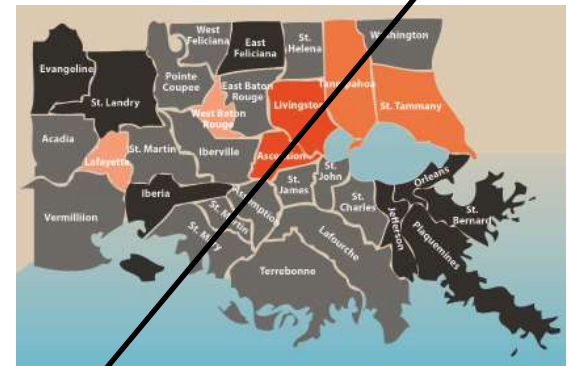 West
Feliciana
East
Feliciana
St.
Helena
Washington
Evangeline
Pointe
Coupee
East Baton
Rouge
Tangipahoa
St. Landry
Livingston
St. Tammany
West Baton
Rouge
Acadia
St. Martin
Iberville
Ascension
Lafayette
St.
John
St.
James
Orleans
Iberia
Assumption
St.
Charles
St.
Bernard
Vermillion
St. Martin
Jefferson
Plaquemines
St. Mary
Lafourche
Terrebonne